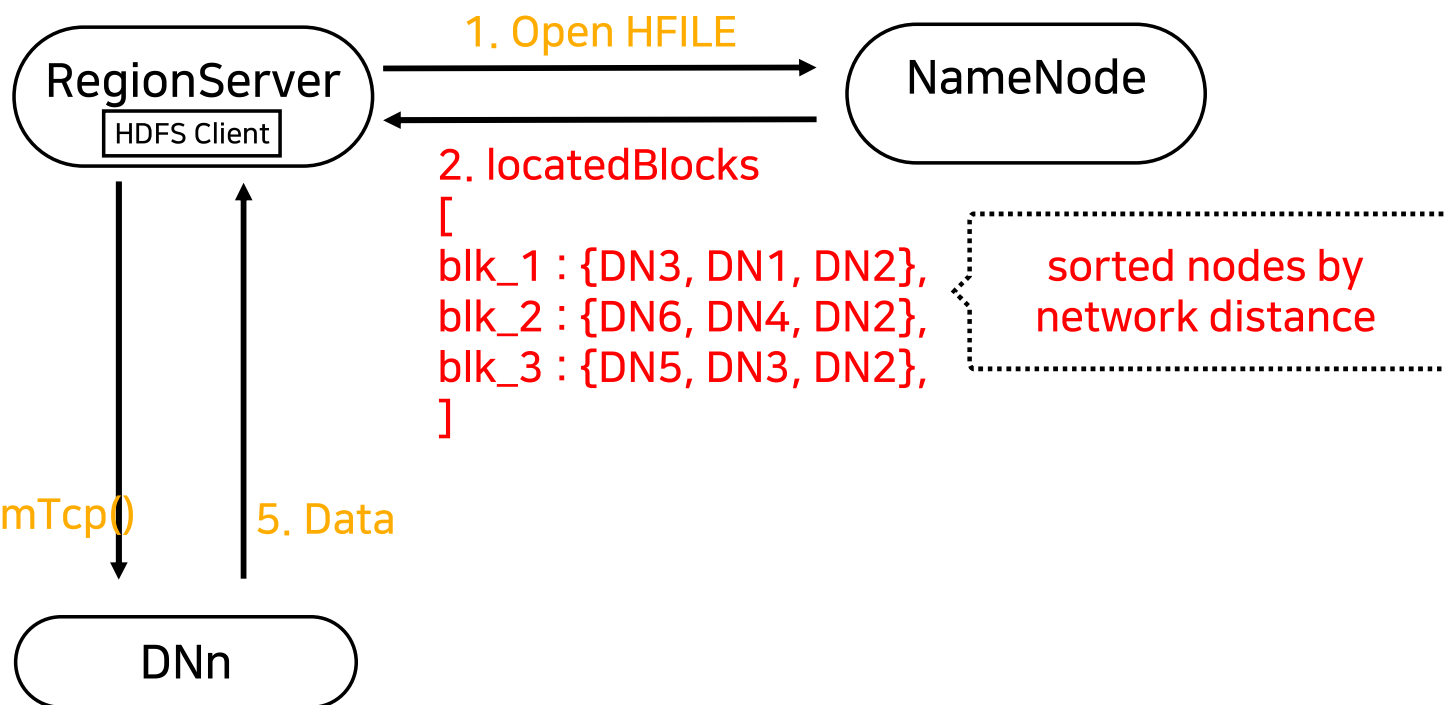 1. Open HFILE
RegionServer
HDFS Client
NameNode
2. locatedBlocks
[
blk_1 : {DN3, DN1, DN2},
blk_2 : {DN6, DN4, DN2},
blk_3 : {DN5, DN3, DN2},
]
sorted nodes by
network distance
mTcp()
5. Data
DNn